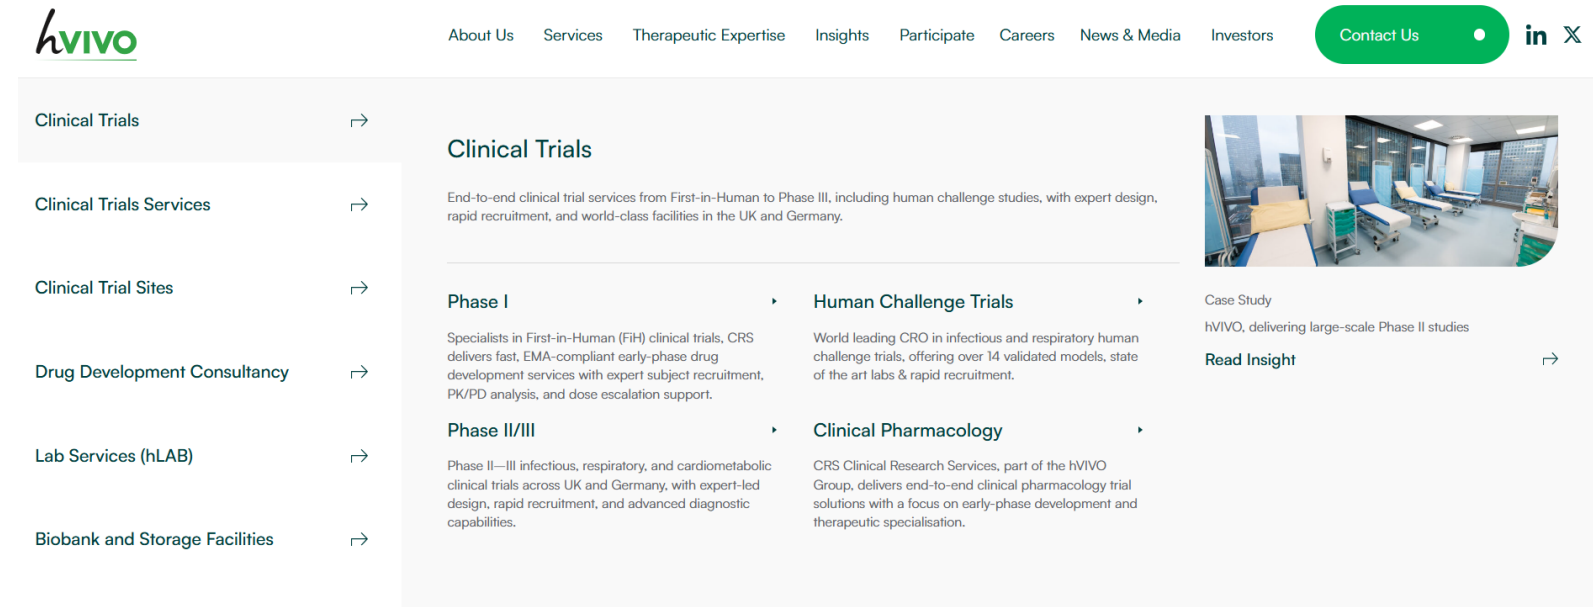 hvivo
About Us
Services
Therapeutic Expertise
Insights
Participate
Careers
News & Media
Investors
Contact Us
in
X
Clinical Trials
Clinical Trials Services
Clinical Trial Sites
Drug Development Consultancy
Lab Services (hLAB)
Biobank and Storage Facilities
Clinical Trials
End-to-end clinical trial services from First-in-Human to Phase III, including human challenge studies, with expert design,
rapid recruitment, and world-class facilities in the UK and Germany.
Phase I
Specialists in First-in-Human (FiH) clinical trials, CRS
delivers fast, EMA-compliant early-phase drug
development services with expert subject recruitment,
PK/PD analysis, and dose escalation support.
Human Challenge Trials
World leading CRO in infectious and respiratory human
challenge trials, offering over 14 validated models, state
of the art labs & rapid recruitment.
Phase II/III
Phase II—III infectious, respiratory, and cardiometabolic
clinical trials across UK and Germany, with expert-led
design, rapid recruitment, and advanced diagnostic
capabilities.
Clinical Pharmacology
CRS Clinical Research Services, part of the hVIVO
Group, delivers end-to-end clinical pharmacology trial
solutions with a focus on early-phase development and
therapeutic specialisation.
Case Study
hVIVO, delivering large-scale Phase II studies
Read Insight